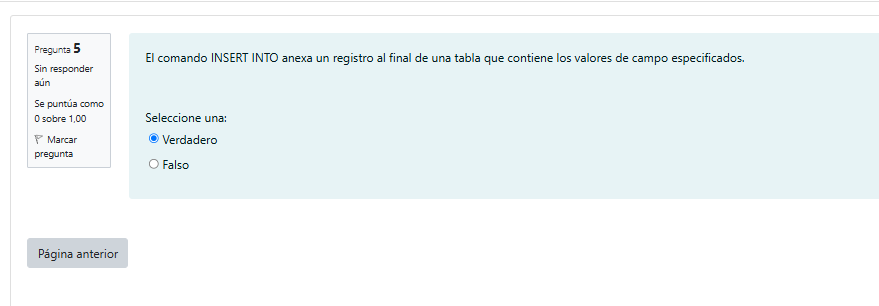 Pregunta 5
Sin responder
aún
Se puntúa como
0 sobre 1,00
Marcar
pregunta
El comando INSERT INTO anexa un registro al final de una tabla que contiene los valores de campo especificados.
Seleccione una:
Verdadero
Falso
Página anterior